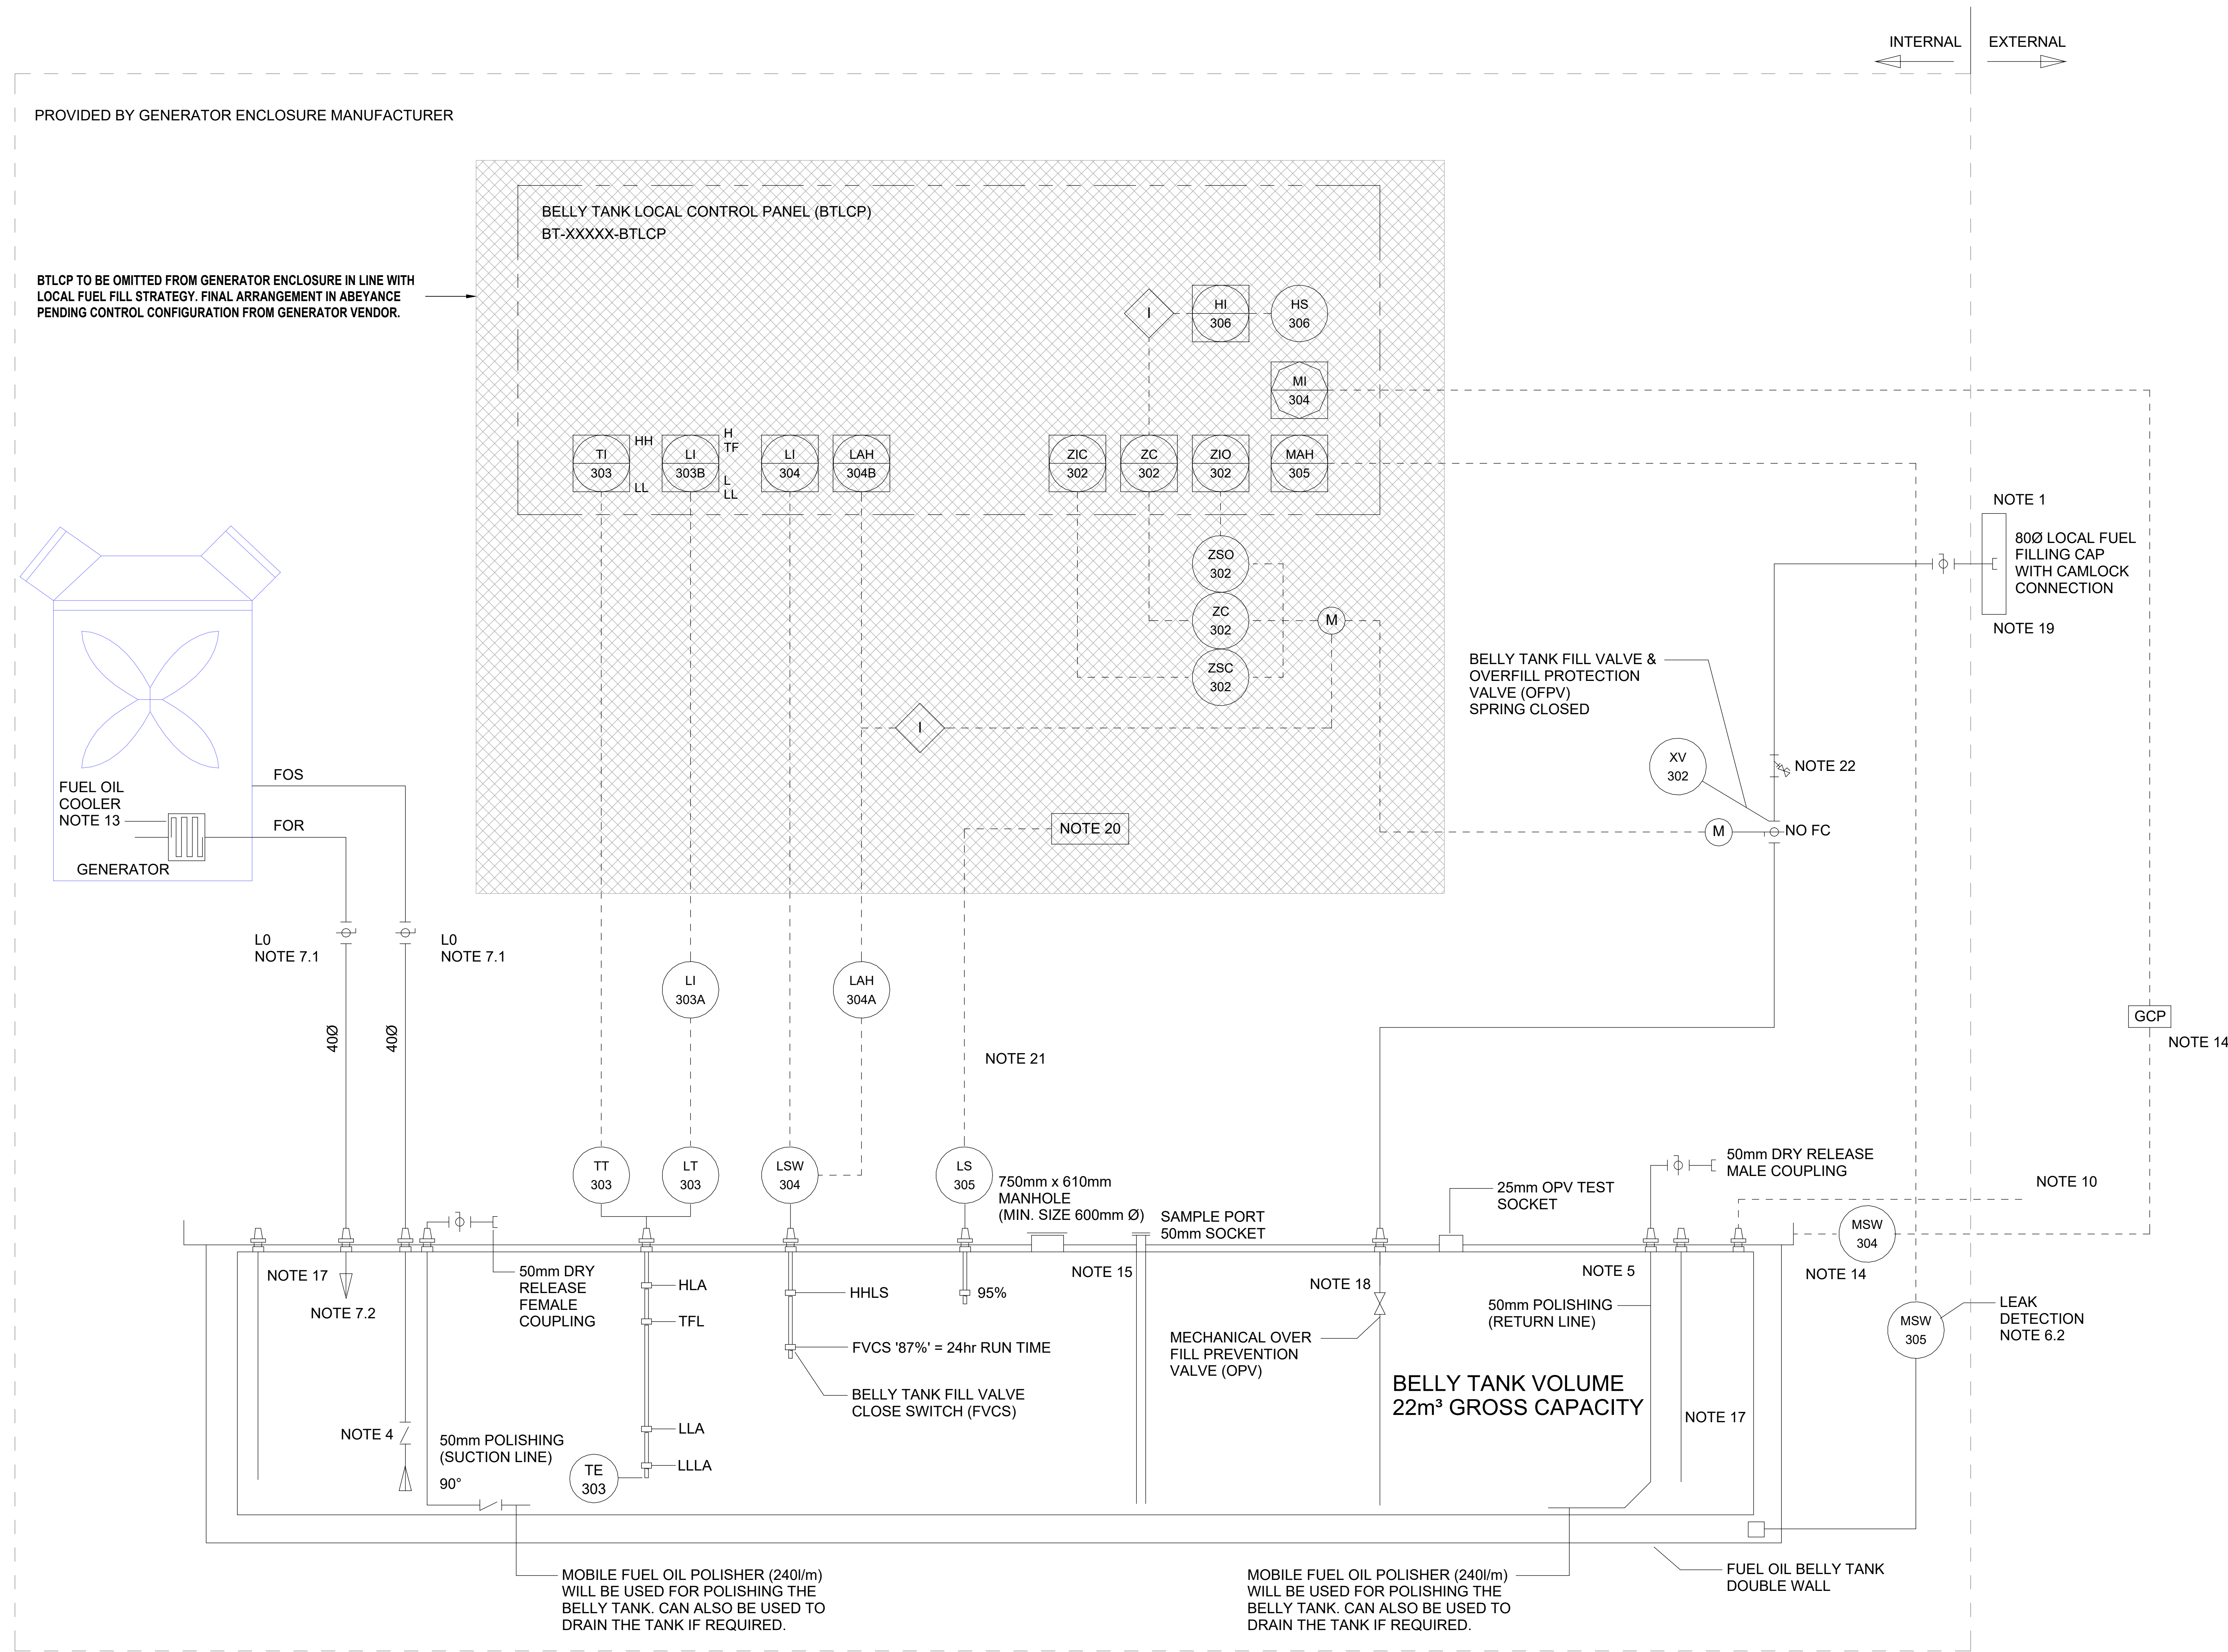 INTERNAL
EXTERNAL
PROVIDED BY GENERATOR ENCLOSURE MANUFACTURER
BELLY TANK LOCAL CONTROL PANEL (BTLCP)
BT-XXXXX-BTLCP
BTLCP TO BE OMITTED FROM GENERATOR ENCLOSURE IN LINE WITH
LOCAL FUEL FILL STRATEGY. FINAL ARRANGEMENT IN ABEYANCE
PENDING CONTROL CONFIGURATION FROM GENERATOR VENDOR.
I
HI
306
HS
306
MI
304
TI
303
HH
LL
LI
303B
H
TF
L
LL
LI
304
LAH
304B
ZIC
302
ZC
302
ZIO
302
MAH
305
ZSO
302
ZC
302
ZSC
302
M
I
NOTE 1
80Ø LOCAL FUEL
FILLING CAP
WITH CAMLOCK
CONNECTION
NOTE 19
BELLY TANK FILL VALVE &
OVERFILL PROTECTION
VALVE (OFPV)
SPRING CLOSED
XV
302
NOTE 22
M
NO FC
NOTE 20
FOS
FUEL OIL
COOLER
NOTE 13
FOR
GENERATOR
L0
NOTE 7.1
L0
NOTE 7.1
40Ø
40Ø
LI
303A
LAH
304A
NOTE 21
GCP
NOTE 14
TT
303
LT
303
LSW
304
LS
305
750mm x 610mm
MANHOLE
(MIN. SIZE 600mm Ø)
SAMPLE PORT
50mm SOCKET
25mm OPV TEST
SOCKET
50mm DRY RELEASE
MALE COUPLING
NOTE 10
MSW
304
NOTE 14
NOTE 17
NOTE 7.2
50mm DRY
RELEASE
FEMALE
COUPLING
HLA
TFL
HHLS
95%
NOTE 15
NOTE 18
NOTE 5
50mm POLISHING
(RETURN LINE)
MSW
305
LEAK
DETECTION
NOTE 6.2
FVCS '87%' = 24hr RUN TIME
MECHANICAL OVER
FILL PREVENTION
VALVE (OPV)
BELLY TANK FILL VALVE
CLOSE SWITCH (FVCS)
BELLY TANK VOLUME
22m³ GROSS CAPACITY
NOTE 17
NOTE 4
50mm POLISHING
(SUCTION LINE)
90°
LLA
LLLA
TE
303
MOBILE FUEL OIL POLISHER (240l/m)
WILL BE USED FOR POLISHING THE
BELLY TANK. CAN ALSO BE USED TO
DRAIN THE TANK IF REQUIRED.
MOBILE FUEL OIL POLISHER (240l/m)
WILL BE USED FOR POLISHING THE
BELLY TANK. CAN ALSO BE USED TO
DRAIN THE TANK IF REQUIRED.
FUEL OIL BELLY TANK
DOUBLE WALL